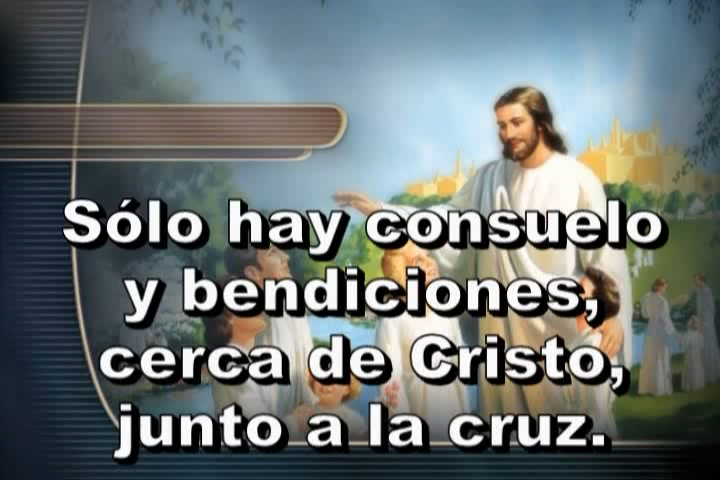 Sólo hay consuelo
y bendiciones,
cerca de Cristo,
junto a la cruz.